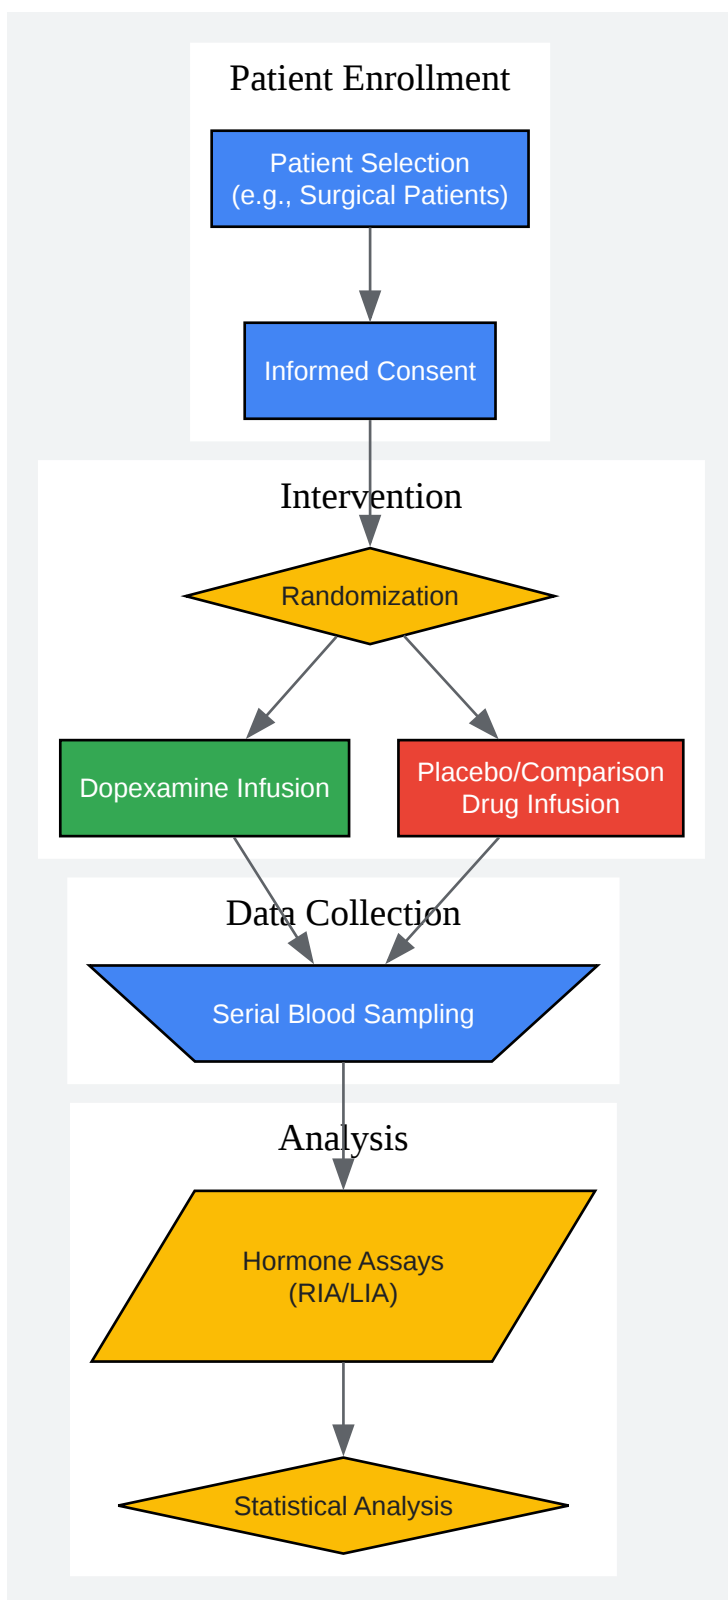 Patient Enrollment
Patient Selection
(e.g., Surgical Patients)
Informed Consent
Intervention
Randomization
Dopexamine Infusion
Placebo/Comparison
Drug Infusion
Data Collection
Serial Blood Sampling
Analysis
Hormone Assays
(RIA/LIA)
Statistical Analysis